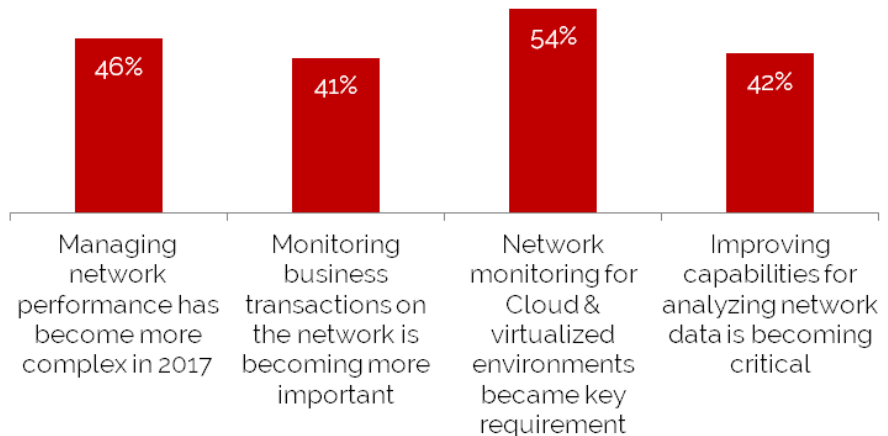 46%
41%
54%
42%
Managing
network
performance has
become more
complex in 2017
Monitoring
business
transactions on
the network is
becoming more
important
Network
monitoring for
Cloud &
virtualized
environments
became key
requirement
Improving
capabilities for
analyzing network
data is becoming
critical